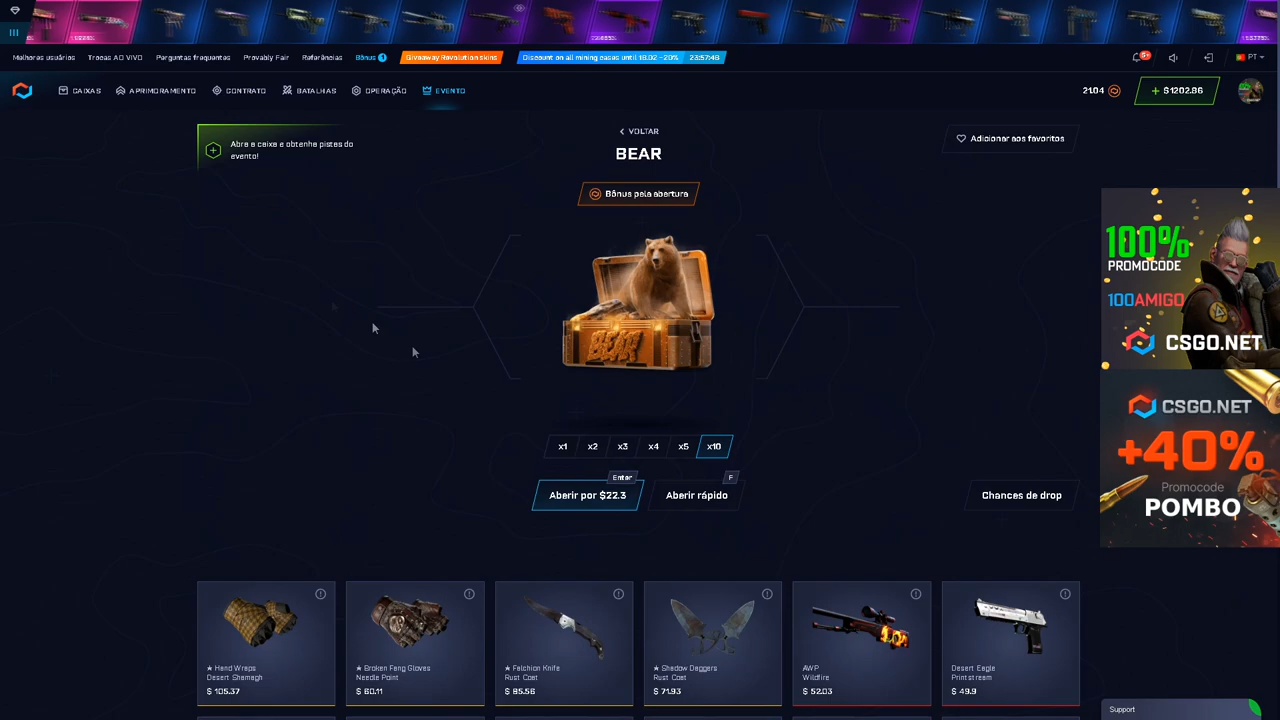 Melhores usuários
Trocas AO VIVO
Perguntas frequentes
Provably Fair
Referências
Bônus
Giveaway Revolution skins
Discount on all mining cases until 18.02 -20%
23:57:48
5+
PT
CAIXAS
APRIMORAMENTO
CONTRATO
BATALHAS
OPERAÇÃO
EVENTO
21.04
+ $1202.86
Abra a caixa e obtenha pistas do
evento!
VOLTAR
BEAR
Adicionar aos favoritos
Bônus pela abertura
BEAR
100%
PROMOCODE
100AMIGO
CSGO.NET
CSGO.NET
+40%
Promocode
POMBO
x1
x2
x3
x4
x5
x10
Enter
F
Aberir por $22.3
Aberir rápido
Chances de drop
★ Hand Wraps
Desert Shamagh
$ 105.37
★ Broken Fang Gloves
Needle Point
$ 60.11
★ Falchion Knife
Rust Coat
$ 85.56
★ Shadow Daggers
Rust Coat
$ 71.93
AWP
Wildfire
$ 52.03
Desert Eagle
Printstream
$ 49.9
Support